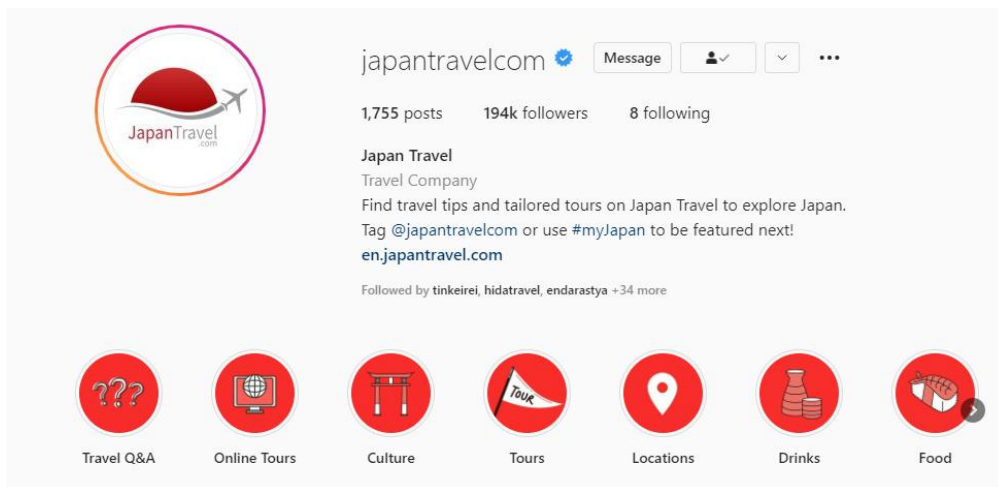 japantravelcom
Message
1,755 posts 194k followers 8 following
JapanTravel
.com
Japan Travel
Travel Company
Find travel tips and tailored tours on Japan Travel to explore Japan.
Tag @japantravelcom or use #myJapan to be featured next!
en.japantravel.com
Followed by tinkeirei, hidatravel, endarastya +34 more
???
TOUR
Travel Q&A Online Tours Culture Tours Locations Drinks Food